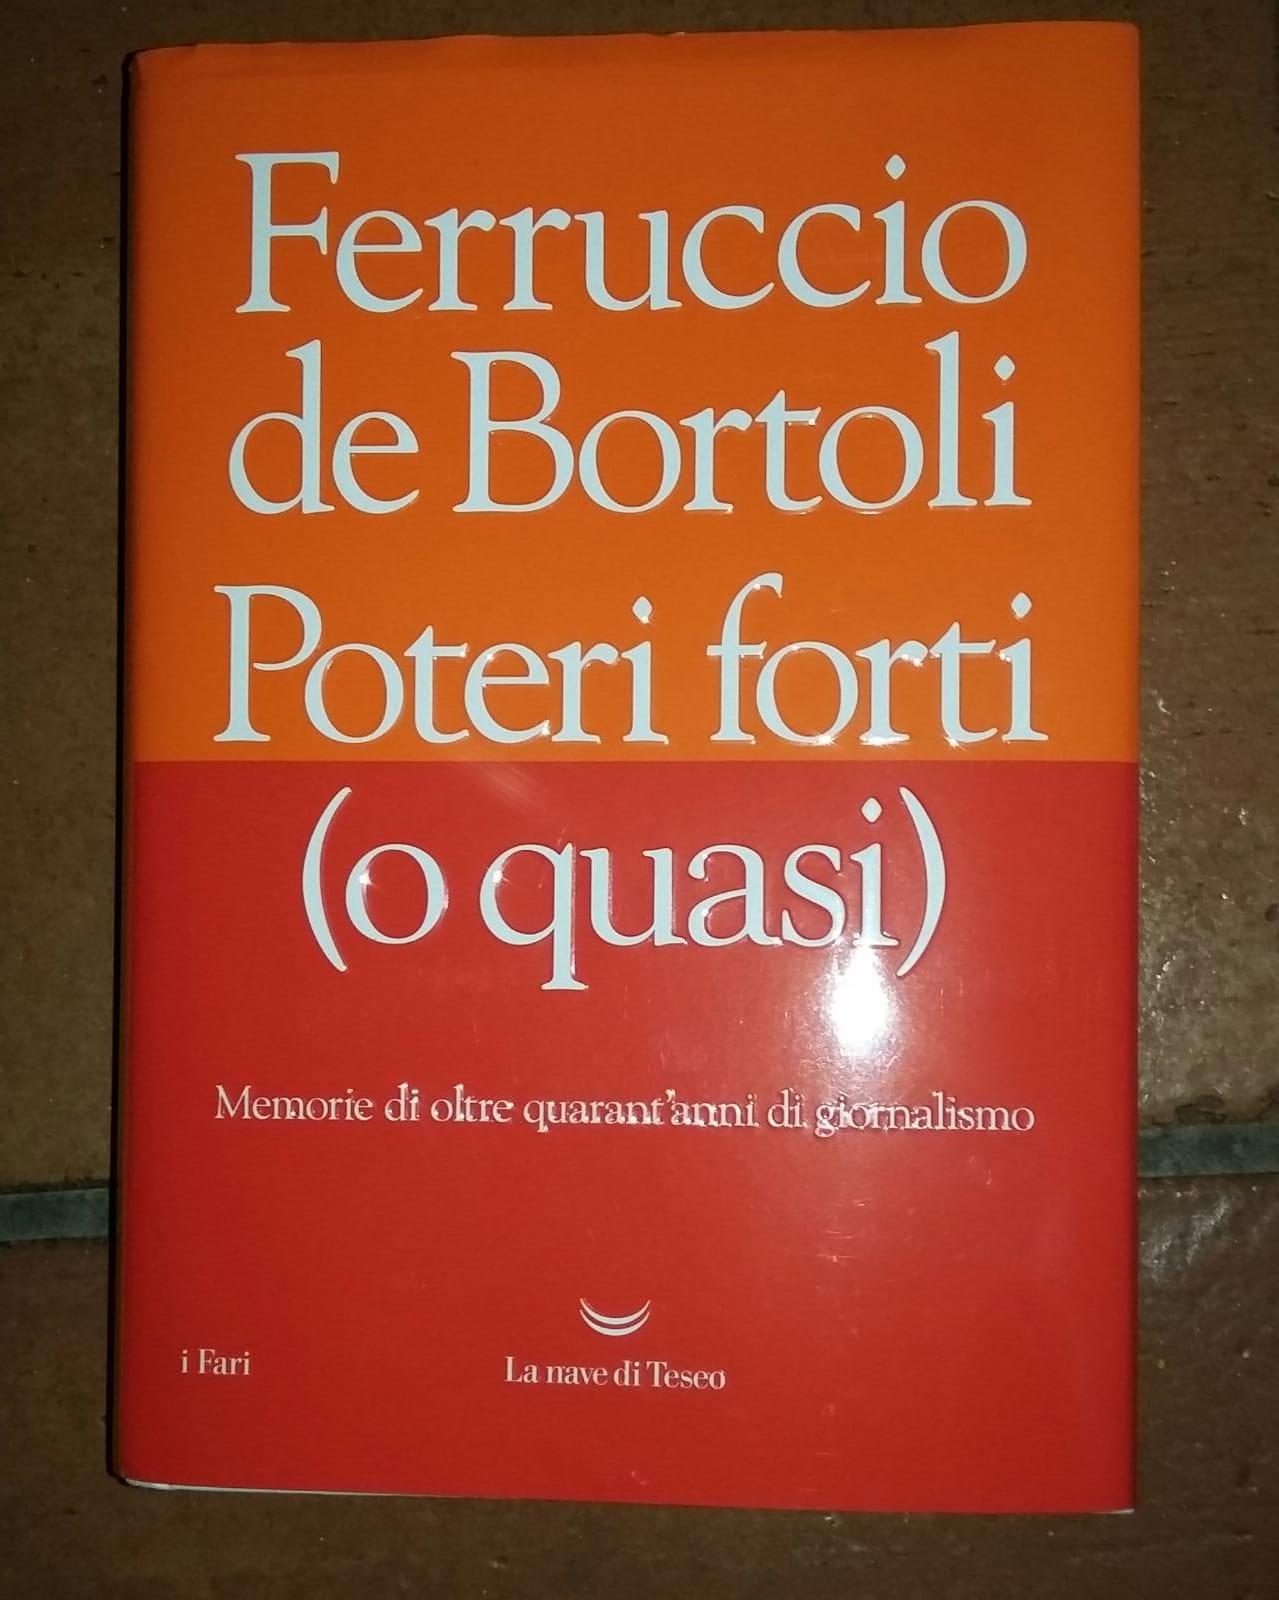 Ferruccio
de Bortoli
Poteri forti
(o quasi)
Memorie di oltre quarant'anni di giornalismo
i Fari
La nave di Teseo